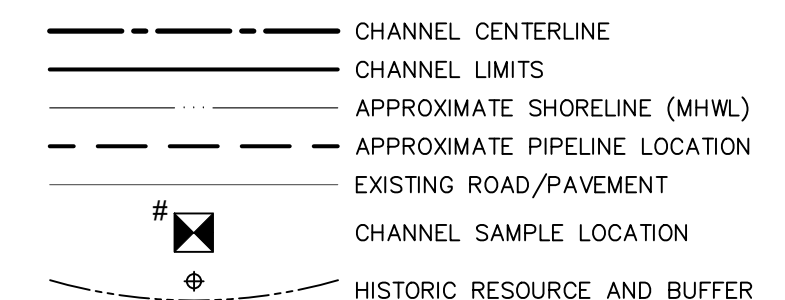 CHANNEL CENTERLINE
CHANNEL LIMITS
APPROXIMATE SHORELINE (MHWL)
APPROXIMATE PIPELINE LOCATION
EXISTING ROAD/PAVEMENT
#
CHANNEL SAMPLE LOCATION
HISTORIC RESOURCE AND BUFFER